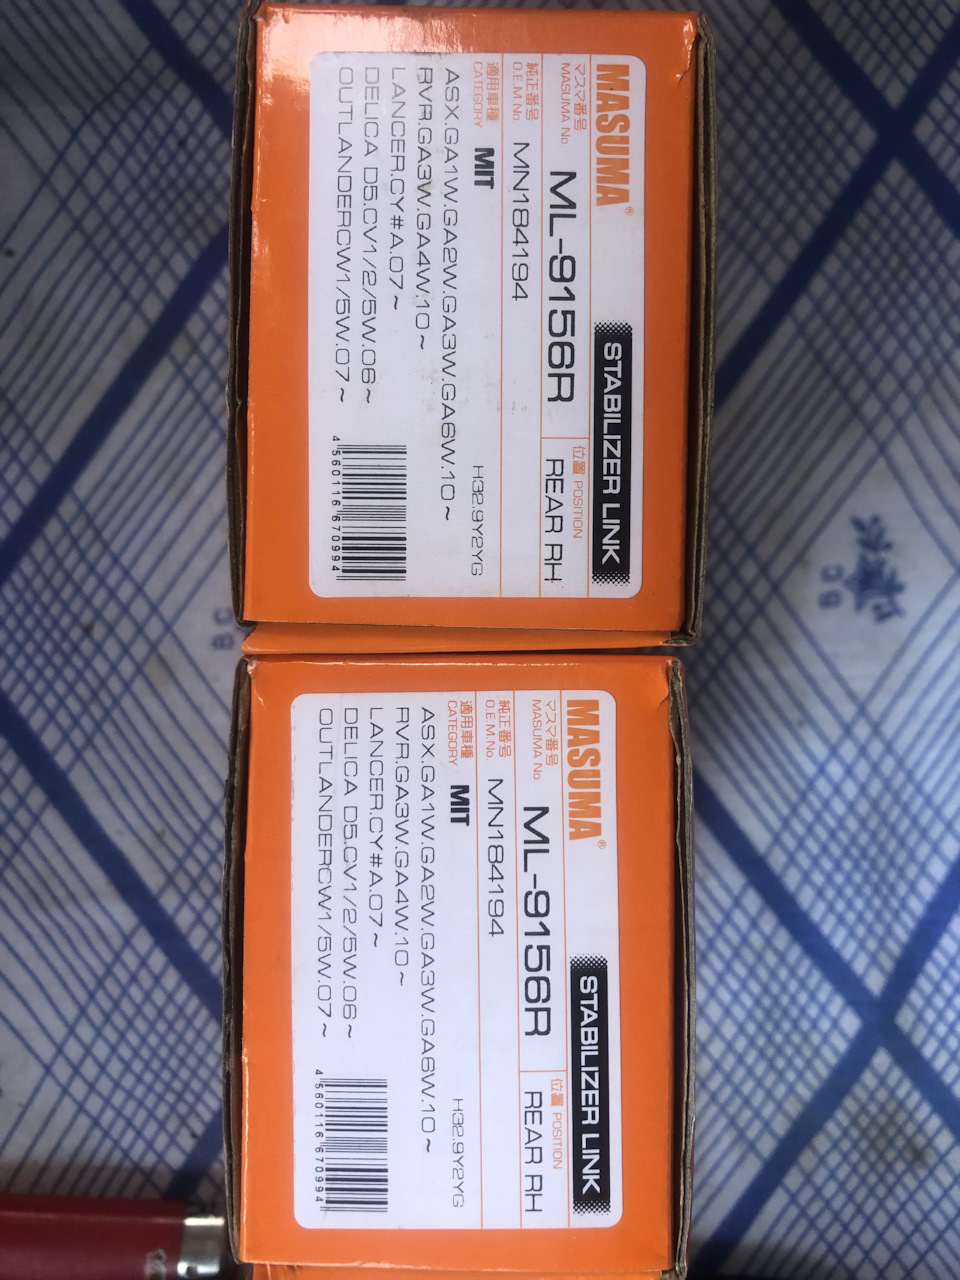 MASUMA®
STABILIZER LINK
マスマ番号
MASUMA No.
ML-9156R
位置 POSITION
REAR RH
純正番号
O.E.M.No.
MN184194
適用車種
CATEGORY
MIT
H32.9Y2YG
ASX.GA1W.GA2W.GA3W.GA6W.10~
RVR.GA3W.GA4W.10~
LANCER.CY#A.07~
DELICA D5.CV1/2/5W.06~
OUTLANDERCW1/5W.07~
4 560116 670994
MASUMA®
STABILIZER LINK
マスマ番号
MASUMA No.
ML-9156R
位置 POSITION
REAR RH
純正番号
O.E.M.No.
MN184194
適用車種
CATEGORY
MIT
H32.9Y2YG
ASX.GA1W.GA2W.GA3W.GA6W.10~
RVR.GA3W.GA4W.10~
LANCER.CY#A.07~
DELICA D5.CV1/2/5W.06~
OUTLANDERCW1/5W.07~
4 560116 670994